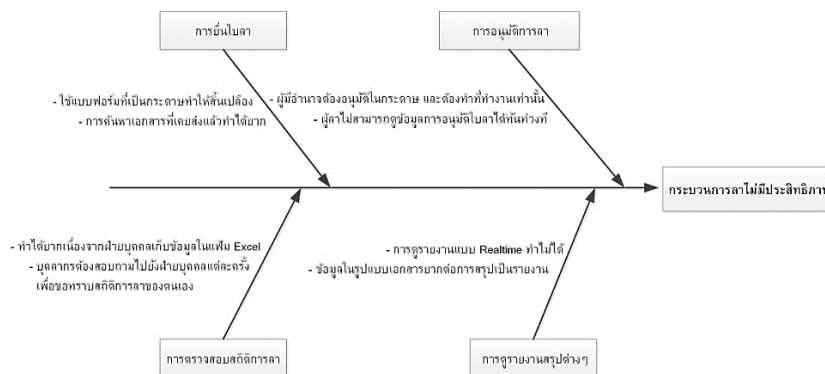 การยื่นใบลา
การอนุมัติการลา
- ใช้แบบฟอร์มที่เป็นกระดาษทำให้สิ้นเปลือง
- การค้นหาเอกสารที่เคยส่งแล้วทำได้ยาก
- ผู้มีอำนาจต้องอนุมัติในกระดาษ และต้องทำที่ทำงานเท่านั้น
- ผู้ลาไม่สามารถดูข้อมูลการอนุมัติใบลาได้ทันท่วงที
กระบวนการลาไม่มีประสิทธิภาพ
- ทำได้ยากเนื่องจากฝ่ายบุคคลเก็บข้อมูลในแฟ้ม Excel
- บุคลากรต้องสอบถามไปยังฝ่ายบุคคลแต่ละครั้ง
เพื่อขอทราบสถิติการลาของตนเอง
- การดูรายงานแบบ Realtime ทำไม่ได้
- ข้อมูลในรูปแบบเอกสารยากต่อการสรุปเป็นรายงาน
การตรวจสอบสถิติการลา
การดูรายงานสรุปต่างๆ